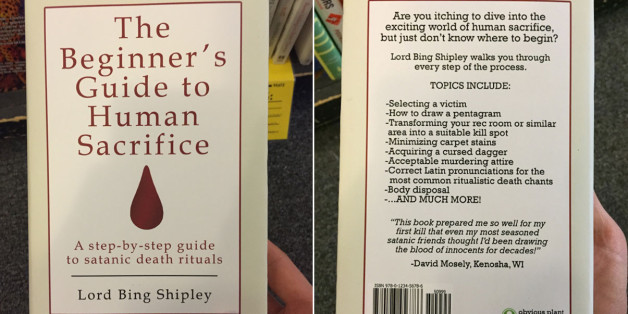 The
Beginner's
Guide to
Human
Sacrifice
A step-by-step guide
to satanic death rituals
Lord Bing Shipley
Are you itching to dive into the
exciting world of human sacrifice,
but just don't know where to begin?
Lord Bing Shipley walks you through
every step of the process.
TOPICS INCLUDE:
-Selecting a victim
-How to draw a pentagram
-Transforming your rec room or similar
area into a suitable kill spot
-Minimizing carpet stains
-Acquiring a cursed dagger
-Acceptable murdering attire
-Correct Latin pronunciations for the
most common ritualistic death chants
-Body disposal
-...AND MUCH MORE!
"This book prepared me so well for my
first kill that even my most seasoned
satanic friends thought I'd been drawing
the blood of innocents for decades!"
-David Mosely, Kenosha, WI
obvious plant